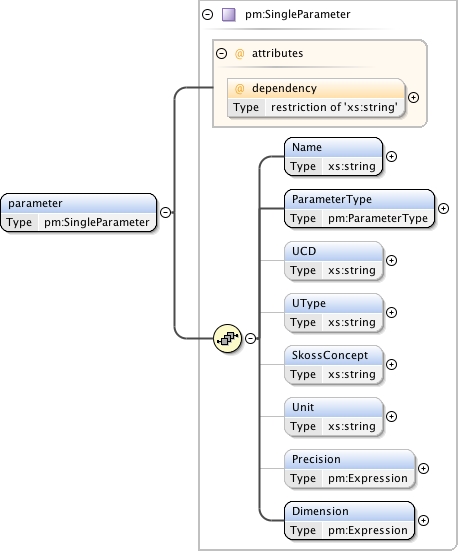 pm:SingleParameter
@ attributes
@ dependency
Type restriction of 'xs:string'
Name
Type xs:string
parameter
Type pm:SingleParameter
ParameterType
Type pm:ParameterType
UCD
Type xs:string
UType
Type xs:string
SkossConcept
Type xs:string
Unit
Type xs:string
Precision
Type pm:Expression
Dimension
Type pm:Expression